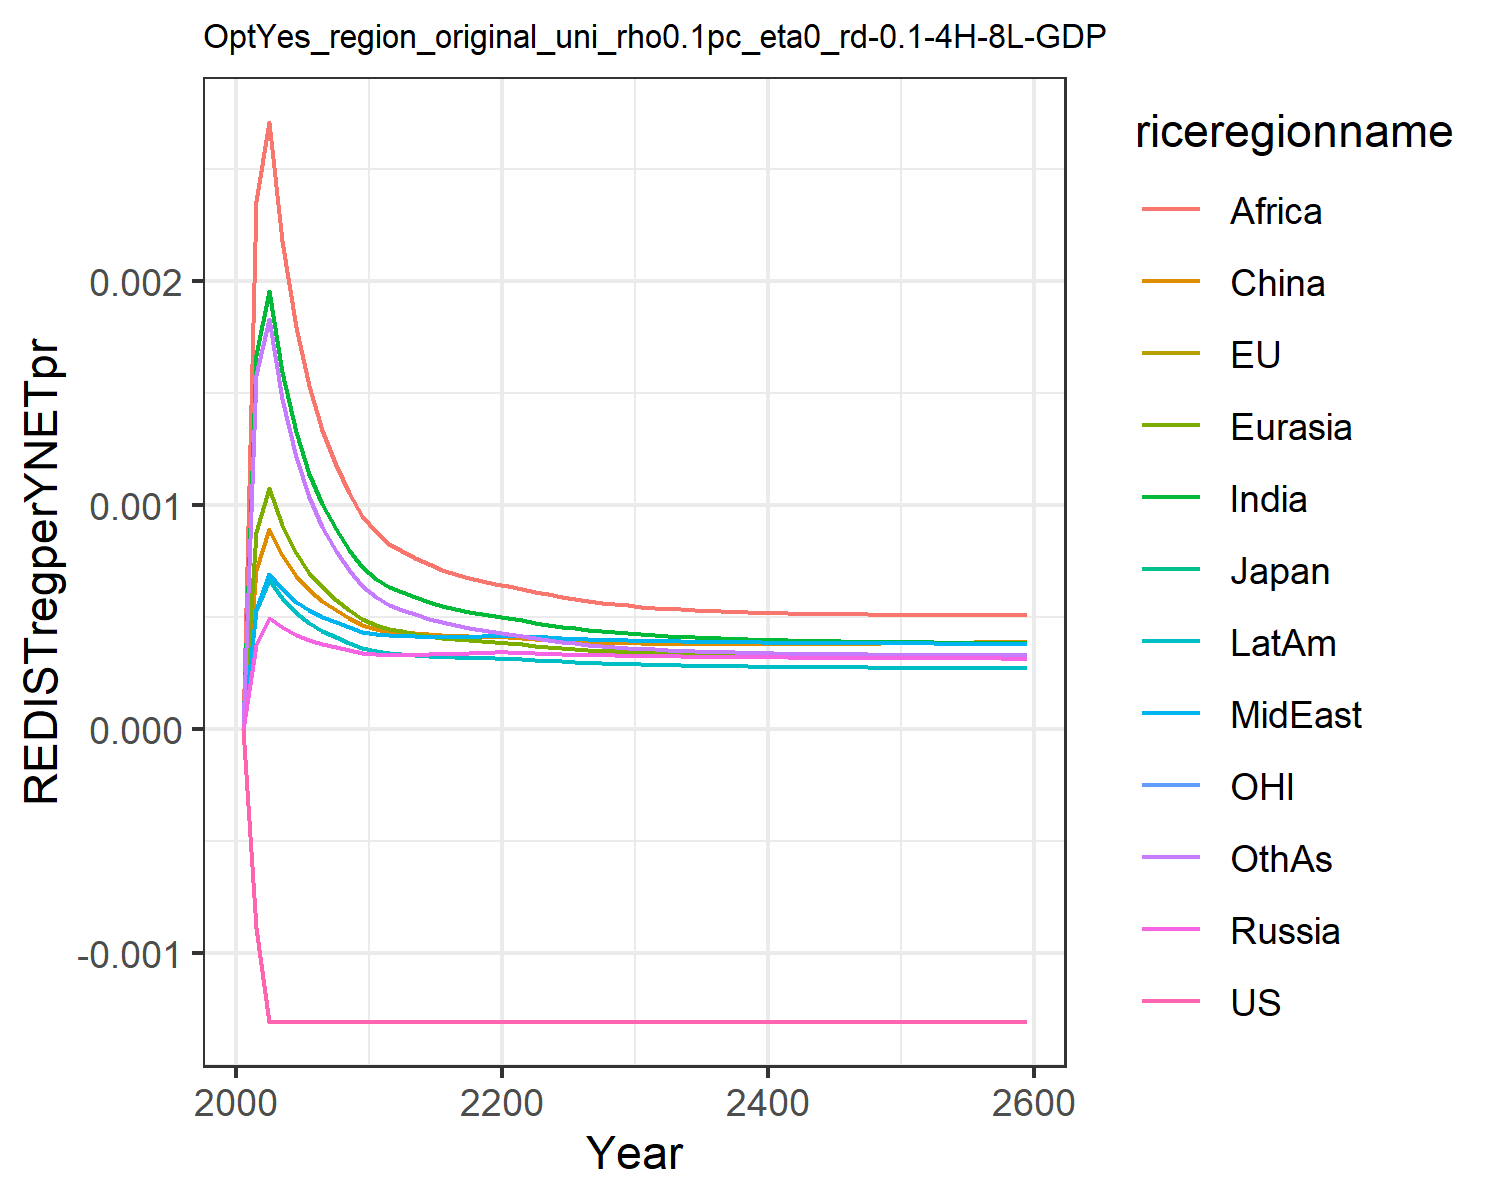 OptYes_region_original_uni_rho0.1pc_eta0_rd-0.1-4H-8L-GDP
REDISTregperYNETpr
0.002
0.001
0.000
-0.001
2000
2200
2400
2600
Year
riceregionname
Africa
China
EU
Eurasia
India
Japan
LatAm
MidEast
OHI
OthAs
Russia
US